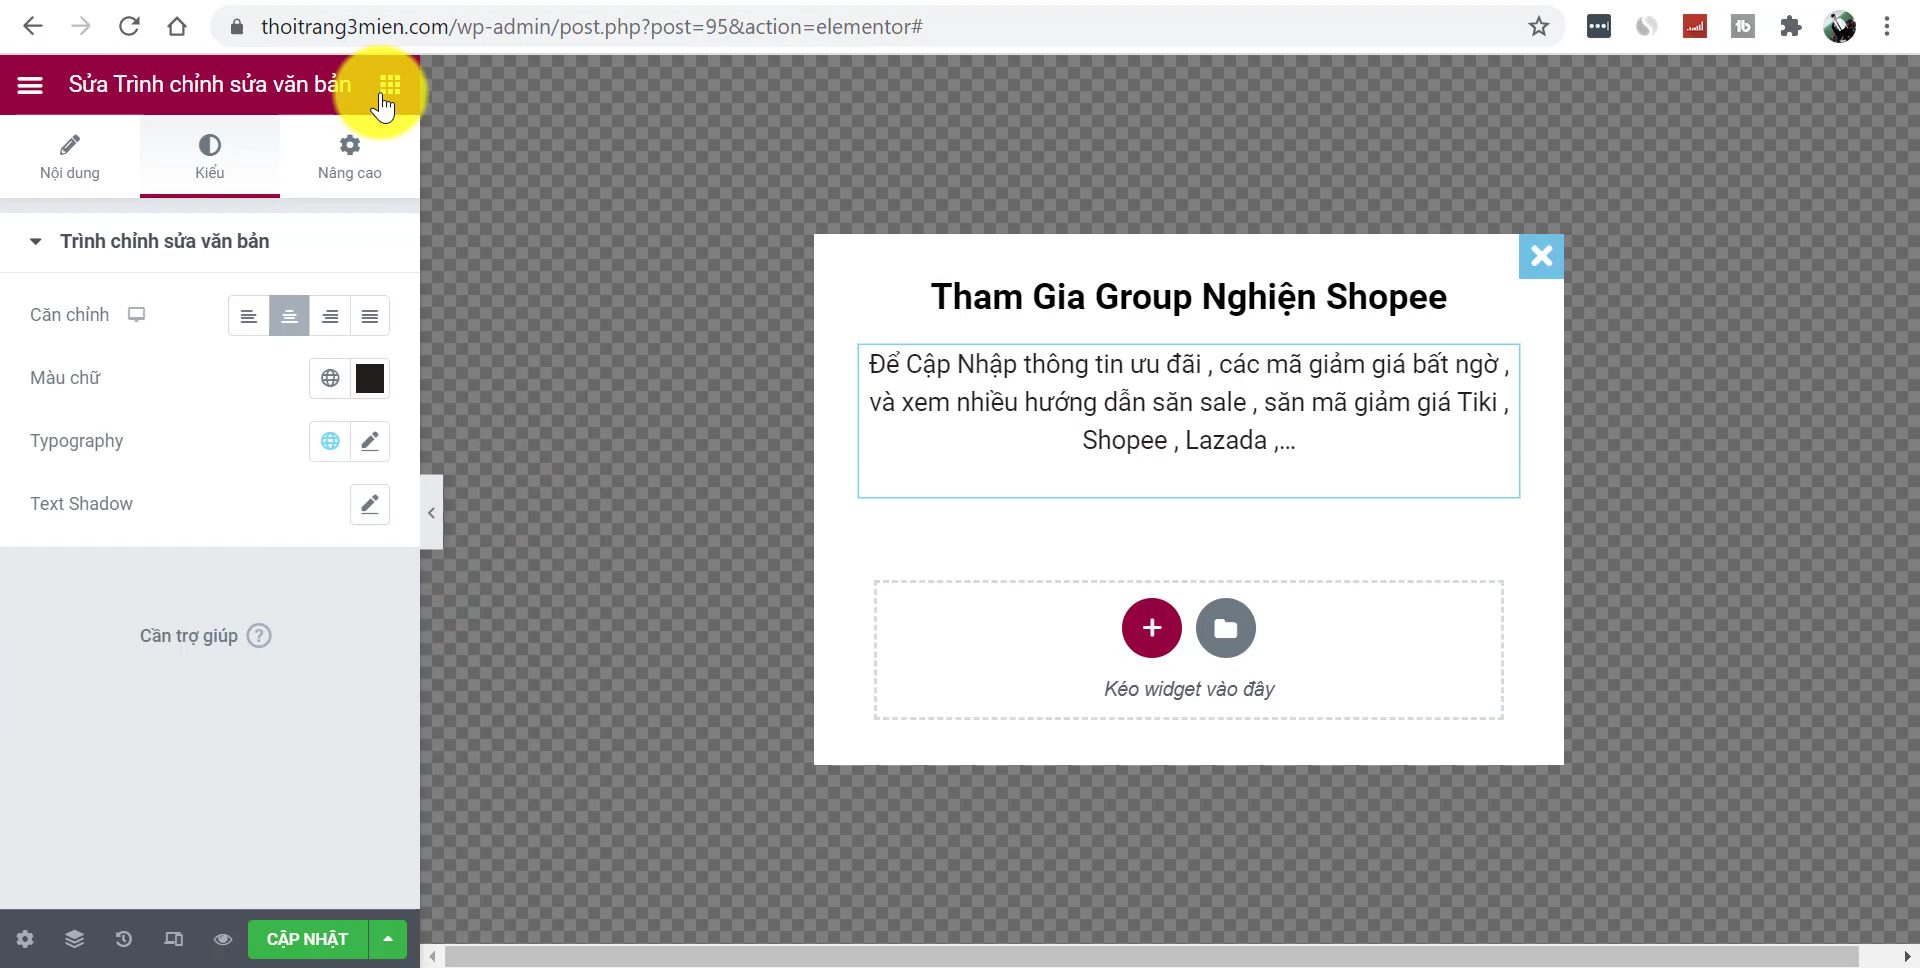 thoitrang3mien.com/wp-admin/post.php?post=95&action=elementor#
Sửa Trình chỉnh sửa văn bản
Nội dung
Kiểu
Nâng cao
Trình chỉnh sửa văn bản
Căn chỉnh
Màu chữ
Typography
Text Shadow
Cần trợ giúp ?
CẬP NHẬT
Tham Gia Group Nghiện Shopee
Để Cập Nhập thông tin ưu đãi , các mã giảm giá bất ngờ ,
và xem nhiều hướng dẫn săn sale , săn mã giảm giá Tiki ,
Shopee , Lazada ,...
Kéo widget vào đây